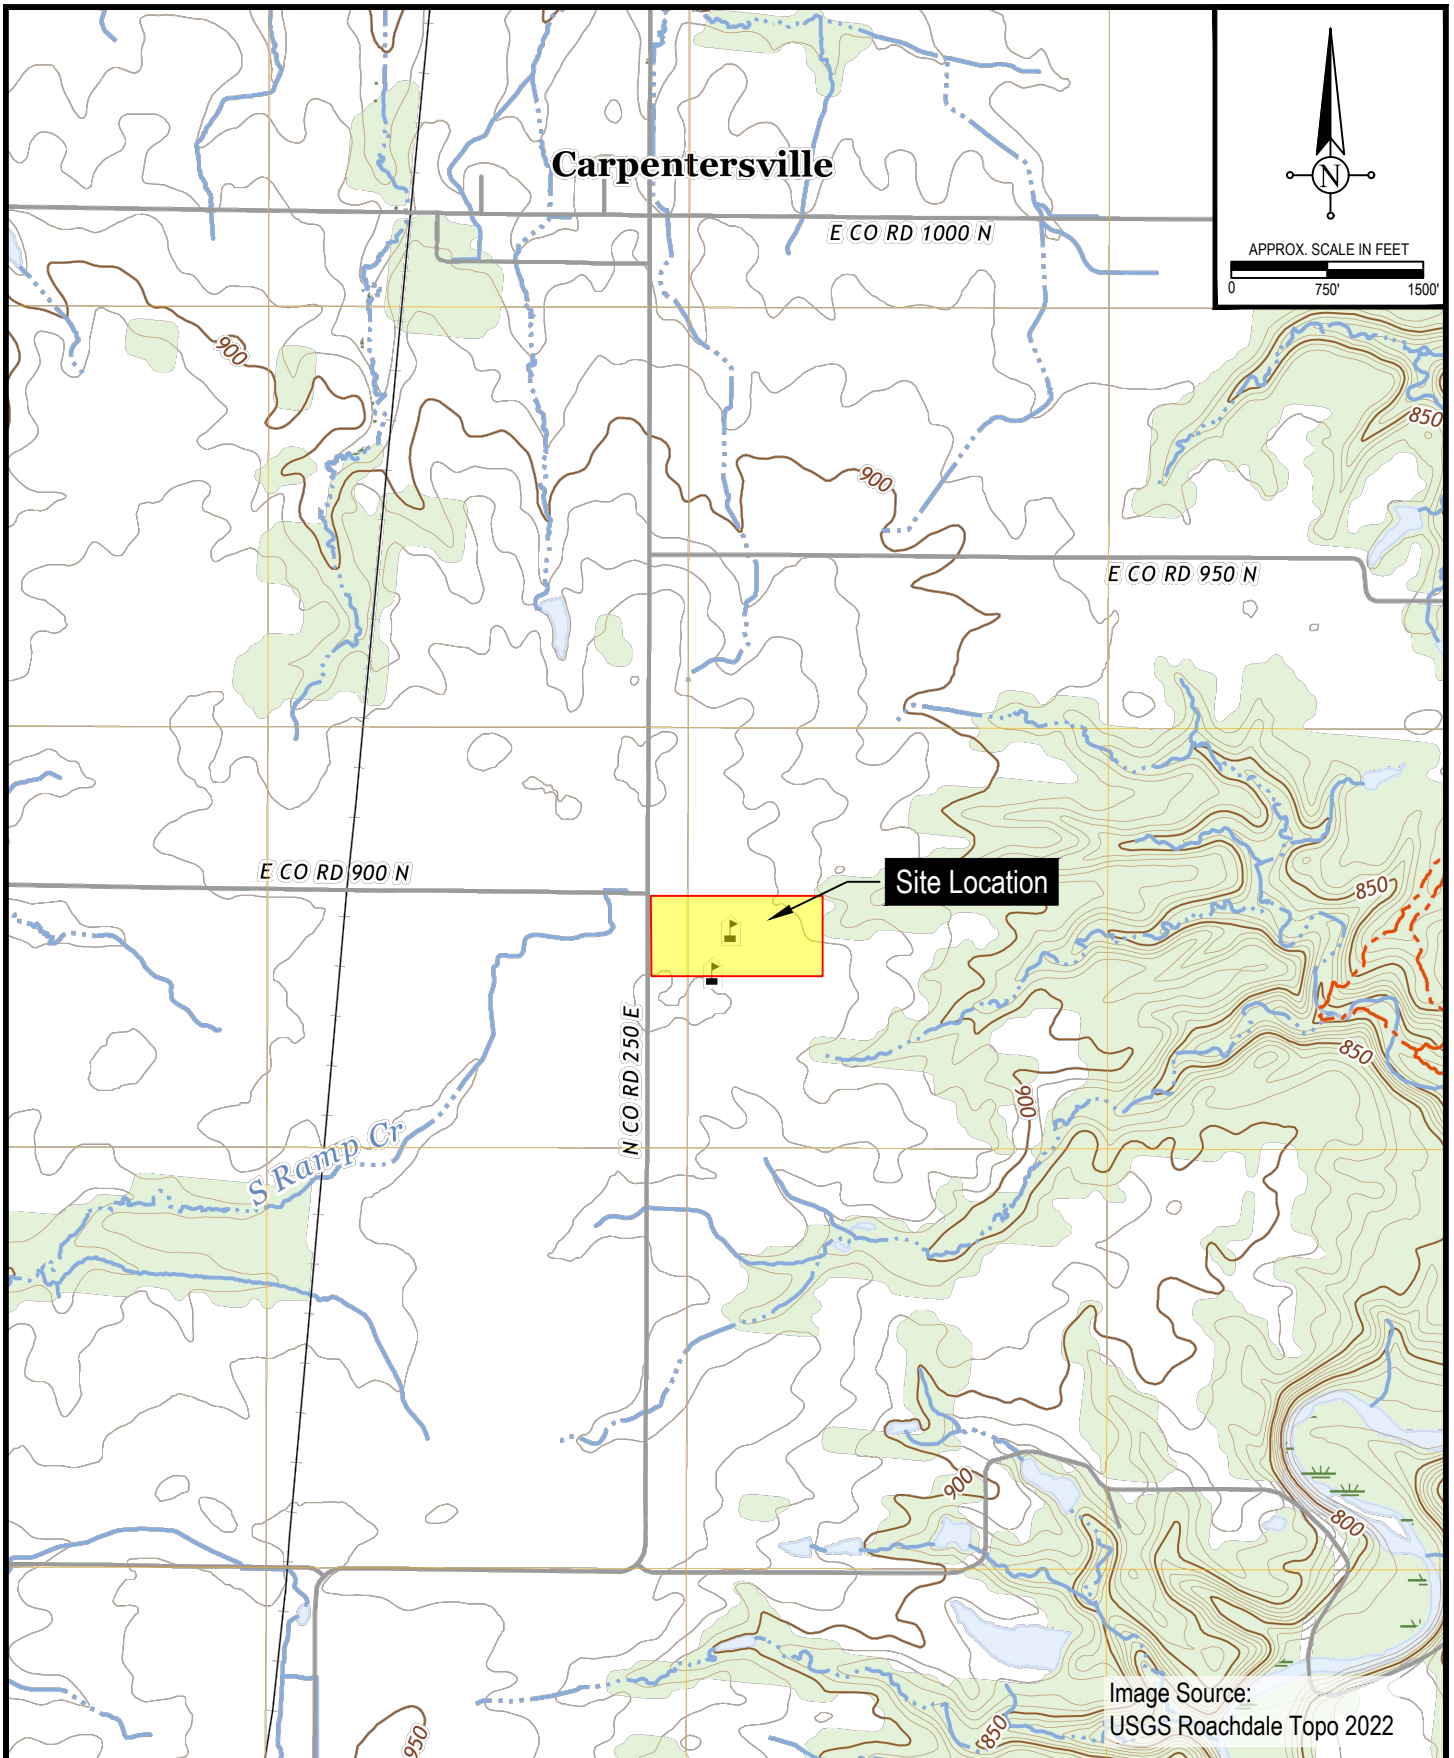 Carpentersville
N
APPROX. SCALE IN FEET
0 750' 1500'
E CO RD 1000 N
900
850
900
E CO RD 950 N
E CO RD 900 N
Site Location
850
N CO RD 250 E
850
900
S Ramp Cr
900
800
950
850
Image Source:
USGS Roachdale Topo 2022